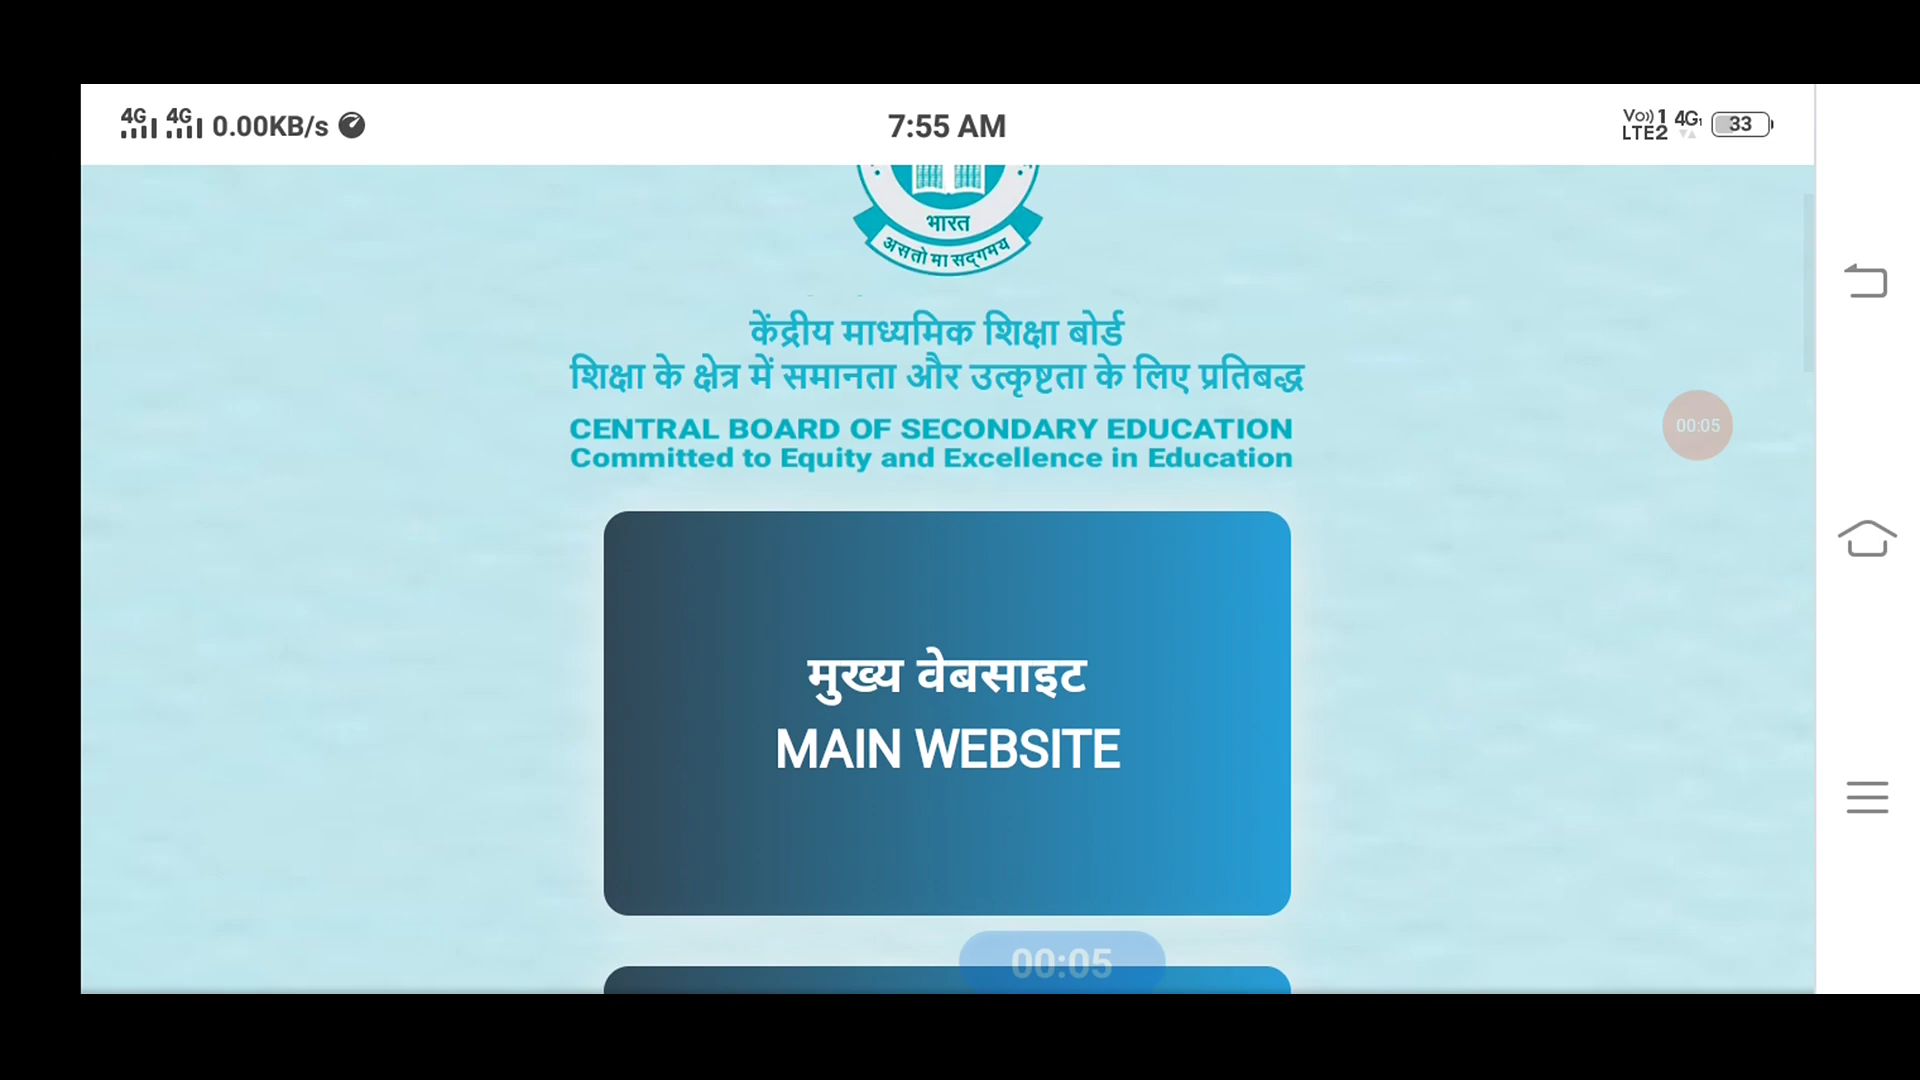 4G 4G 0.00KB/s
7:55 AM
Vo)) 1 4G1
LTE2
33
भारत
असतो मा सद्गमय
केंद्रीय माध्यमिक शिक्षा बोर्ड
शिक्षा के क्षेत्र में समानता और उत्कृष्टता के लिए प्रतिबद्ध
CENTRAL BOARD OF SECONDARY EDUCATION
Committed to Equity and Excellence in Education
00:05
मुख्य वेबसाइट
MAIN WEBSITE
00:05